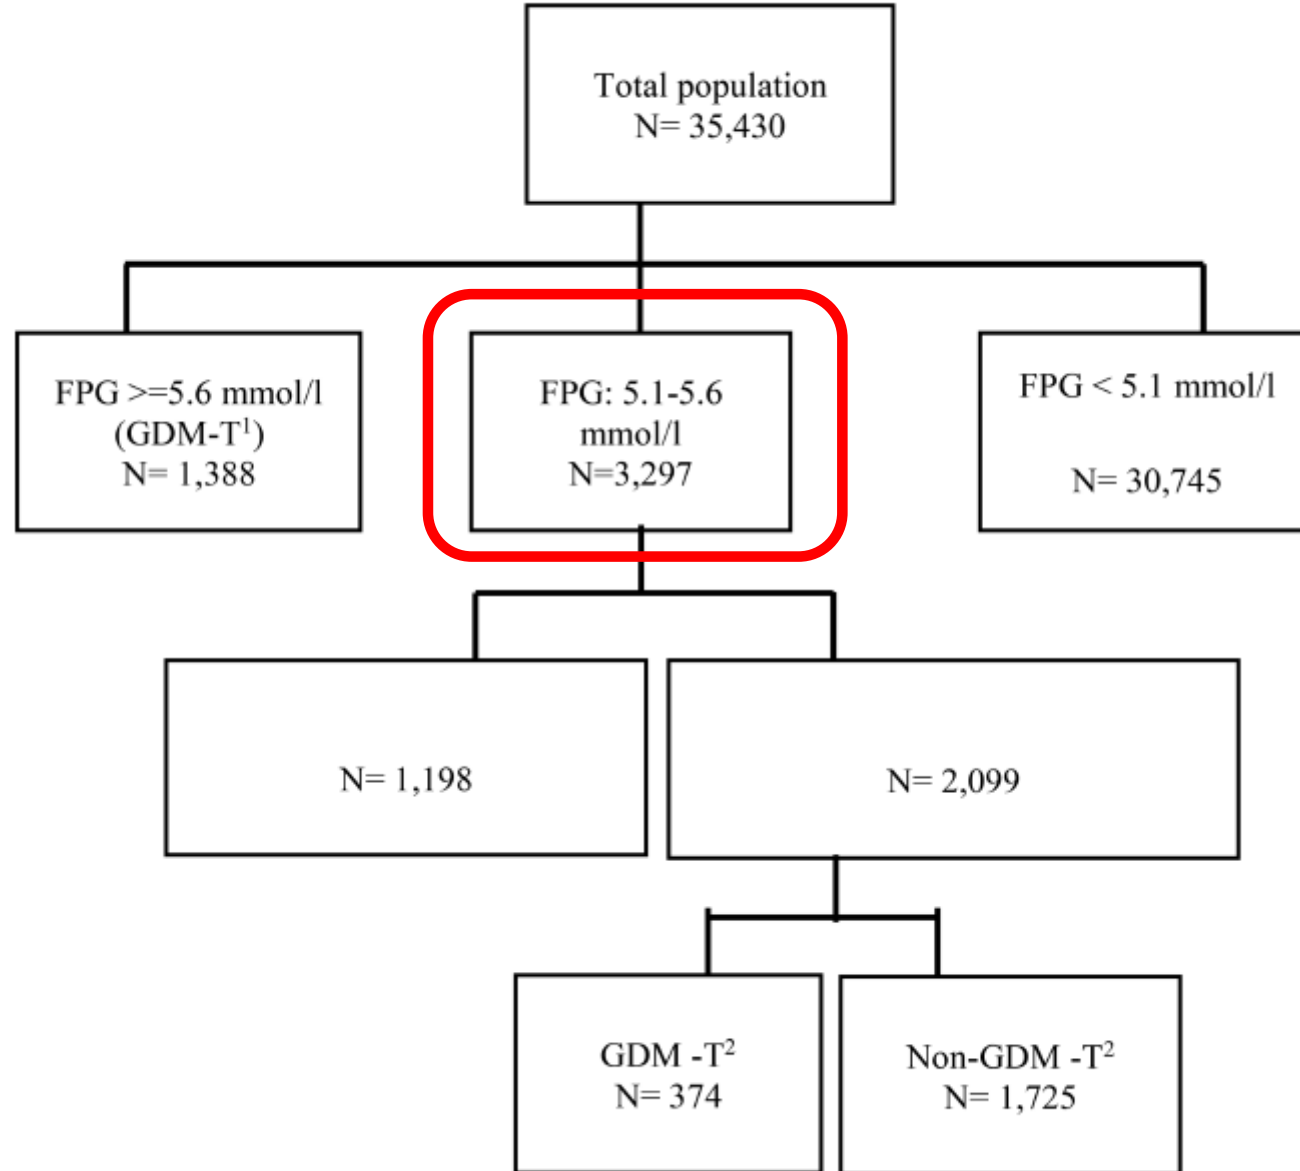 Total population
N= 35,430
FPG >=5.6 mmol/l
(GDM-T¹)
N= 1,388
FPG: 5.1-5.6
mmol/l
N=3,297
FPG < 5.1 mmol/l
N= 30,745
N= 1,198
N= 2,099
GDM -T²
N= 374
Non-GDM -T²
N= 1,725